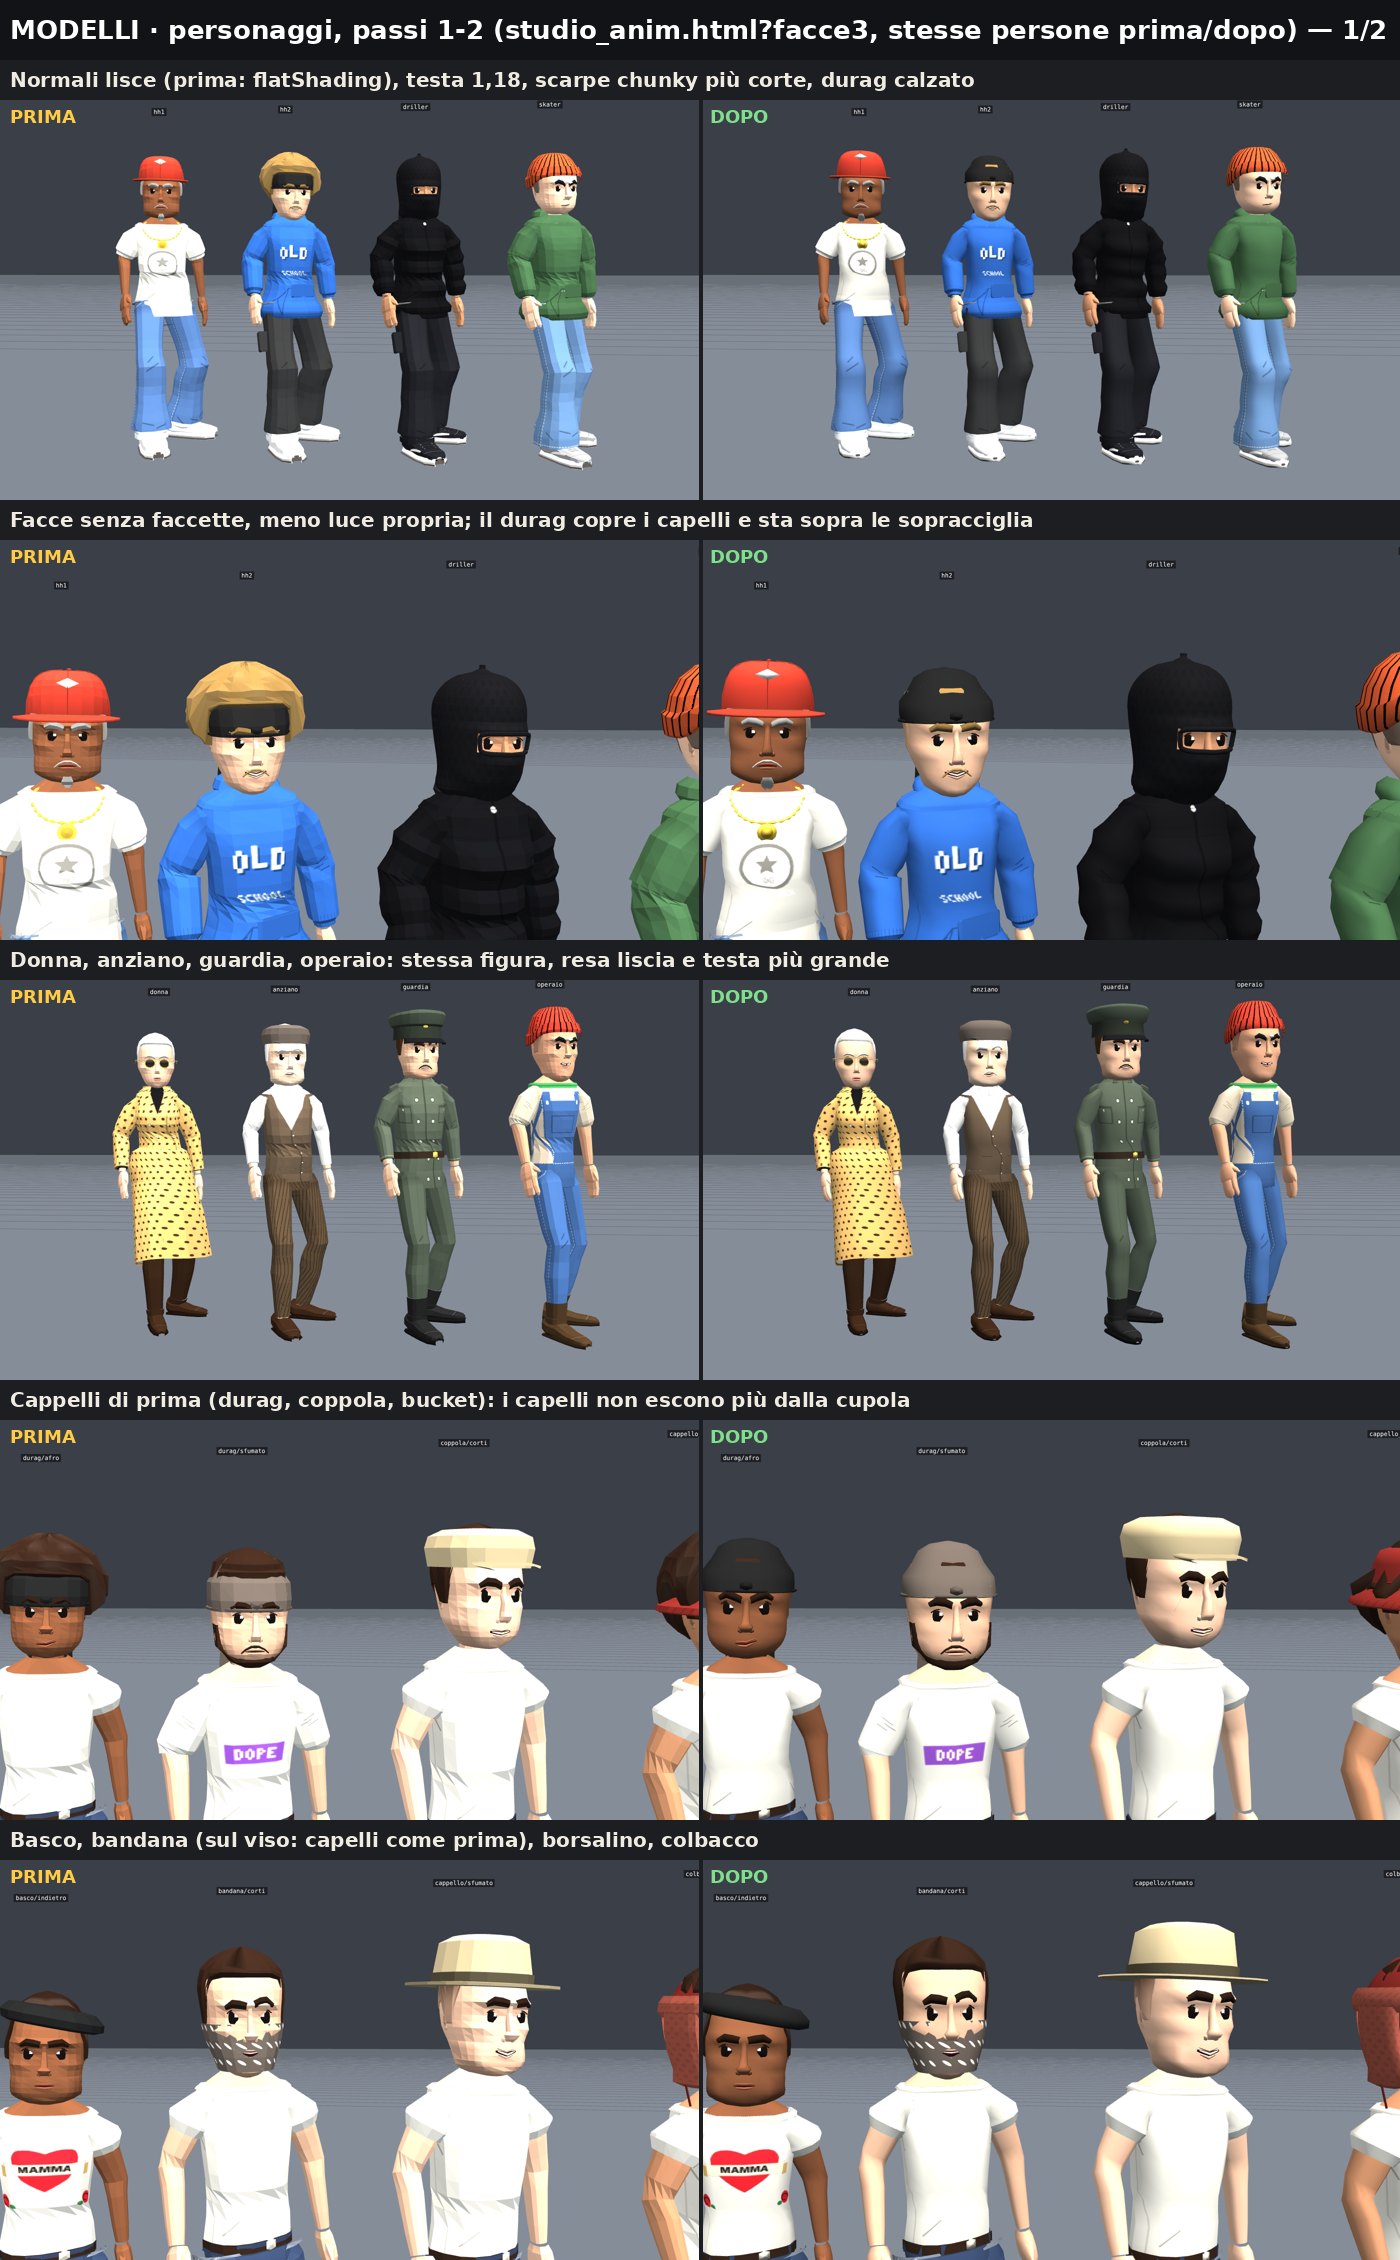 MODELLI · personaggi, passi 1-2 (studio_anim.html?facce3, stesse persone prima/dopo) — 1/2
Normali lisce (prima: flatShading), testa 1,18, scarpe chunky più corte, durag calzato
PRIMA
hh1
hh2
driller
skater
OLD
SCHOOL
DOPO
hh1
hh2
driller
skater
OLD
SCHOOL
Facce senza faccette, meno luce propria; il durag copre i capelli e sta sopra le sopracciglia
PRIMA
hh1
hh2
driller
OLD
SCHOOL
DOPO
hh1
hh2
driller
OLD
SCHOOL
Donna, anziano, guardia, operaio: stessa figura, resa liscia e testa più grande
PRIMA
donna
anziano
guardia
operaio
DOPO
donna
anziano
guardia
operaio
Cappelli di prima (durag, coppola, bucket): i capelli non escono più dalla cupola
PRIMA
durag/afro
durag/sfumato
coppola/corti
cappello
DOPE
DOPO
durag/afro
durag/sfumato
coppola/corti
cappello
DOPE
Basco, bandana (sul viso: capelli come prima), borsalino, colbacco
PRIMA
basco/indietro
bandana/corti
cappello/sfumato
colb
MAMMA
DOPO
basco/indietro
bandana/corti
cappello/sfumato
colb
MAMMA